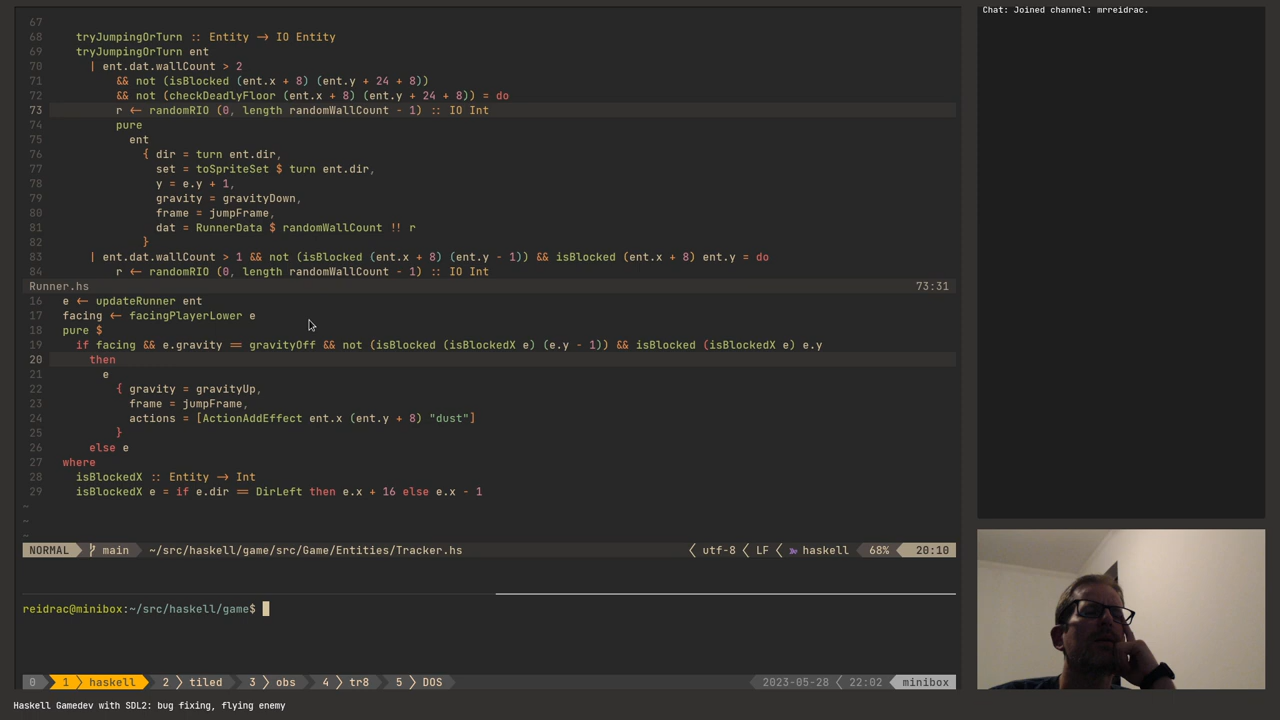 Chat: Joined channel: mrreidrac.
67
68 tryJumpingOrTurn :: Entity -> IO Entity
69 tryJumpingOrTurn ent
70 | ent.dat.wallCount > 2
71 && not (isBlocked (ent.x + 8) (ent.y + 24 + 8))
72 && not (checkDeadlyFloor (ent.x + 8) (ent.y + 24 + 8)) = do
73 r <- randomRIO (0, length randomWallCount - 1) :: IO Int
74 pure
75 ent
76 { dir = turn ent.dir,
77 set = toSpriteSet $ turn ent.dir,
78 y = e.y + 1,
79 gravity = gravityDown,
80 frame = jumpFrame,
81 dat = RunnerData $ randomWallCount !! r
82 }
83 | ent.dat.wallCount > 1 && not (isBlocked (ent.x + 8) (ent.y - 1)) && isBlocked (ent.x + 8) ent.y = do
84 r <- randomRIO (0, length randomWallCount - 1) :: IO Int
Runner.hs 73:31
16 e <- updateRunner ent
17 facing <- facingPlayerLower e
18 pure $
19 if facing && e.gravity == gravityOff && not (isBlocked (isBlockedX e) (e.y - 1)) && isBlocked (isBlockedX e) e.y
20 then
21 e
22 { gravity = gravityUp,
23 frame = jumpFrame,
24 actions = [ActionAddEffect ent.x (ent.y + 8) "dust"]
25 }
26 else e
27 where
28 isBlockedX :: Entity -> Int
29 isBlockedX e = if e.dir == DirLeft then e.x + 16 else e.x - 1
~
~
~
NORMAL main ~/src/haskell/game/src/Game/Entities/Tracker.hs utf-8 LF haskell 68% 20:10
reidrac@minibox:~/src/haskell/game$
0 1 haskell 2 tiled 3 obs 4 tr8 5 DOS 2023-05-28 22:02 minibox
Haskell Gamedev with SDL2: bug fixing, flying enemy